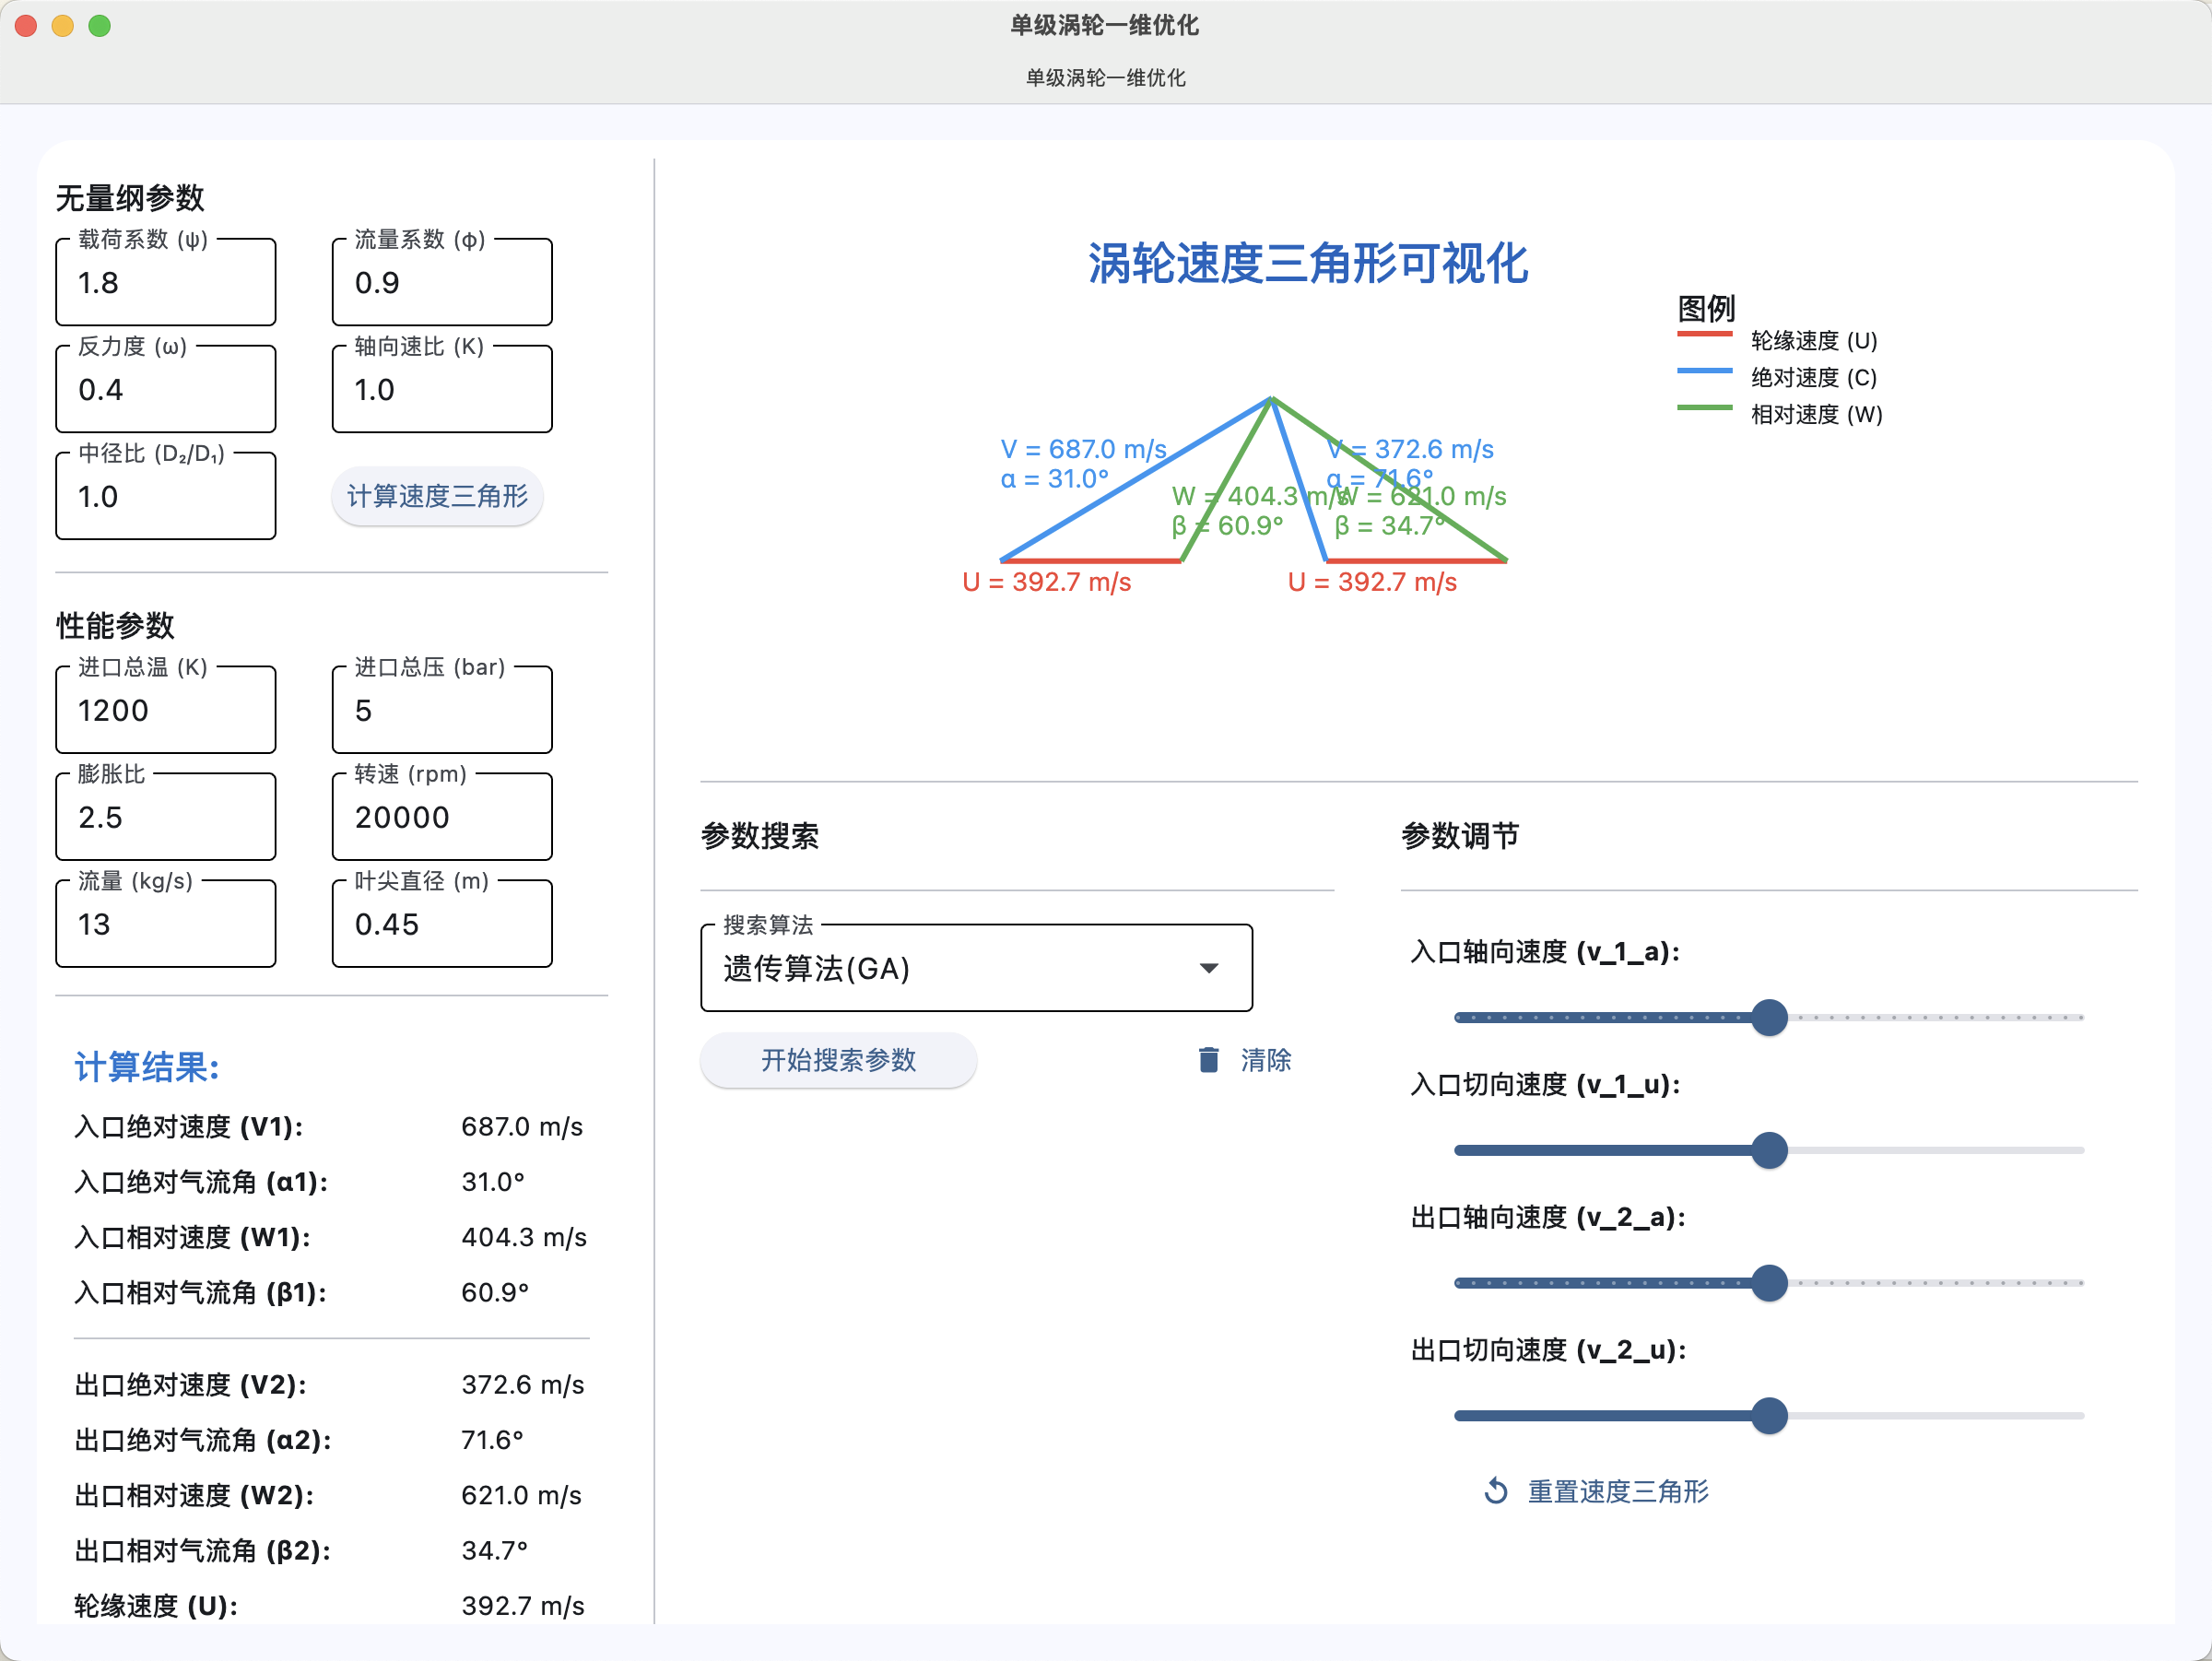 单级涡轮一维优化
单级涡轮一维优化
无量纲参数
载荷系数 (ψ)
1.8
流量系数 (φ)
0.9
反力度 (ω)
0.4
轴向速比 (K)
1.0
中径比 (D₂/D₁)
1.0
计算速度三角形
性能参数
进口总温 (K)
1200
进口总压 (bar)
5
膨胀比
2.5
转速 (rpm)
20000
流量 (kg/s)
13
叶尖直径 (m)
0.45
计算结果:
入口绝对速度 (V1): 687.0 m/s
入口绝对气流角 (α1): 31.0°
入口相对速度 (W1): 404.3 m/s
入口相对气流角 (β1): 60.9°
出口绝对速度 (V2): 372.6 m/s
出口绝对气流角 (α2): 71.6°
出口相对速度 (W2): 621.0 m/s
出口相对气流角 (β2): 34.7°
轮缘速度 (U): 392.7 m/s
涡轮速度三角形可视化
图例
轮缘速度 (U)
绝对速度 (C)
相对速度 (W)
V = 687.0 m/s
α = 31.0°
W = 404.3 m/s
β = 60.9°
U = 392.7 m/s
V = 372.6 m/s
α = 71.6°
W = 621.0 m/s
β = 34.7°
U = 392.7 m/s
参数搜索
搜索算法
遗传算法(GA)
开始搜索参数
清除
参数调节
入口轴向速度 (v_1_a):
入口切向速度 (v_1_u):
出口轴向速度 (v_2_a):
出口切向速度 (v_2_u):
重置速度三角形